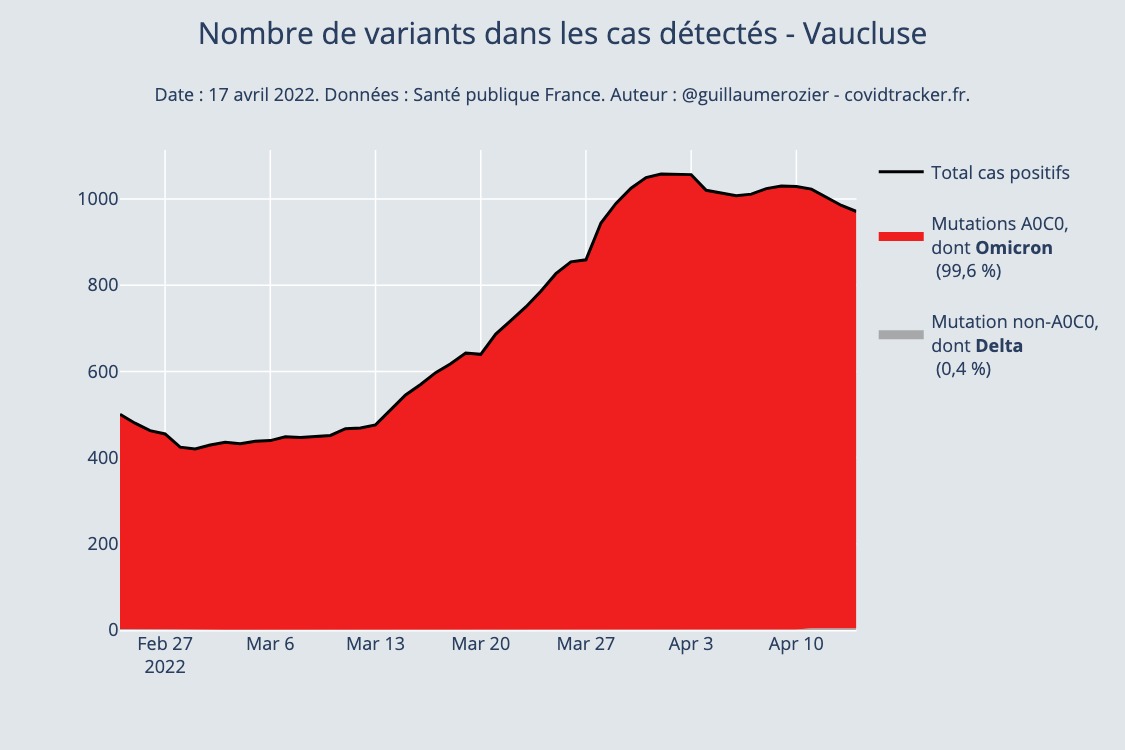 Nombre de variants dans les cas détectés - Vaucluse
Date : 17 avril 2022. Données : Santé publique France. Auteur : @guillaumerozier - covidtracker.fr.
Total cas positifs
Mutations A0C0,
dont Omicron
(99,6 %)
Mutation non-A0C0,
dont Delta
(0,4 %)
1000
800
600
400
200
0
Feb 27 Mar 6 Mar 13 Mar 20 Mar 27 Apr 3 Apr 10
2022